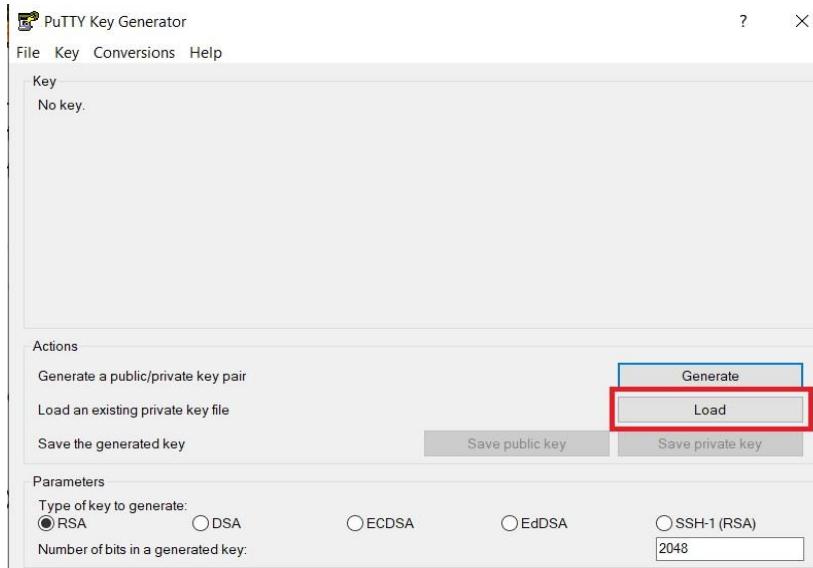 PuTTY Key Generator ?
File Key Conversions Help
Key
No key.
Actions
Generate a public/private key pair Generate
Load an existing private key file Load
Save the generated key Save public key Save private key
Parameters
Type of key to generate:
RSA DSA ECDSA EdDSA SSH-1 (RSA)
Number of bits in a generated key: 2048